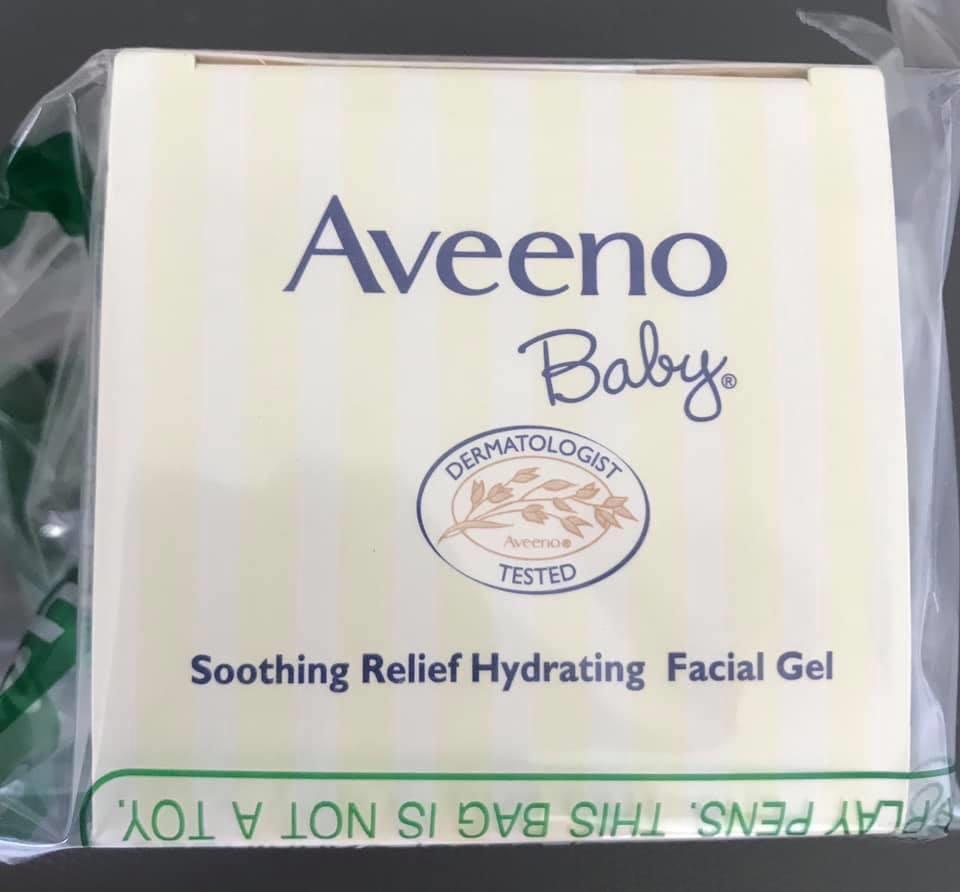 Aveeno
Baby®
DERMATOLOGIST
Aveeno®
TESTED
Soothing Relief Hydrating Facial Gel
PLAY PENS. THIS BAG IS NOT A TOY.